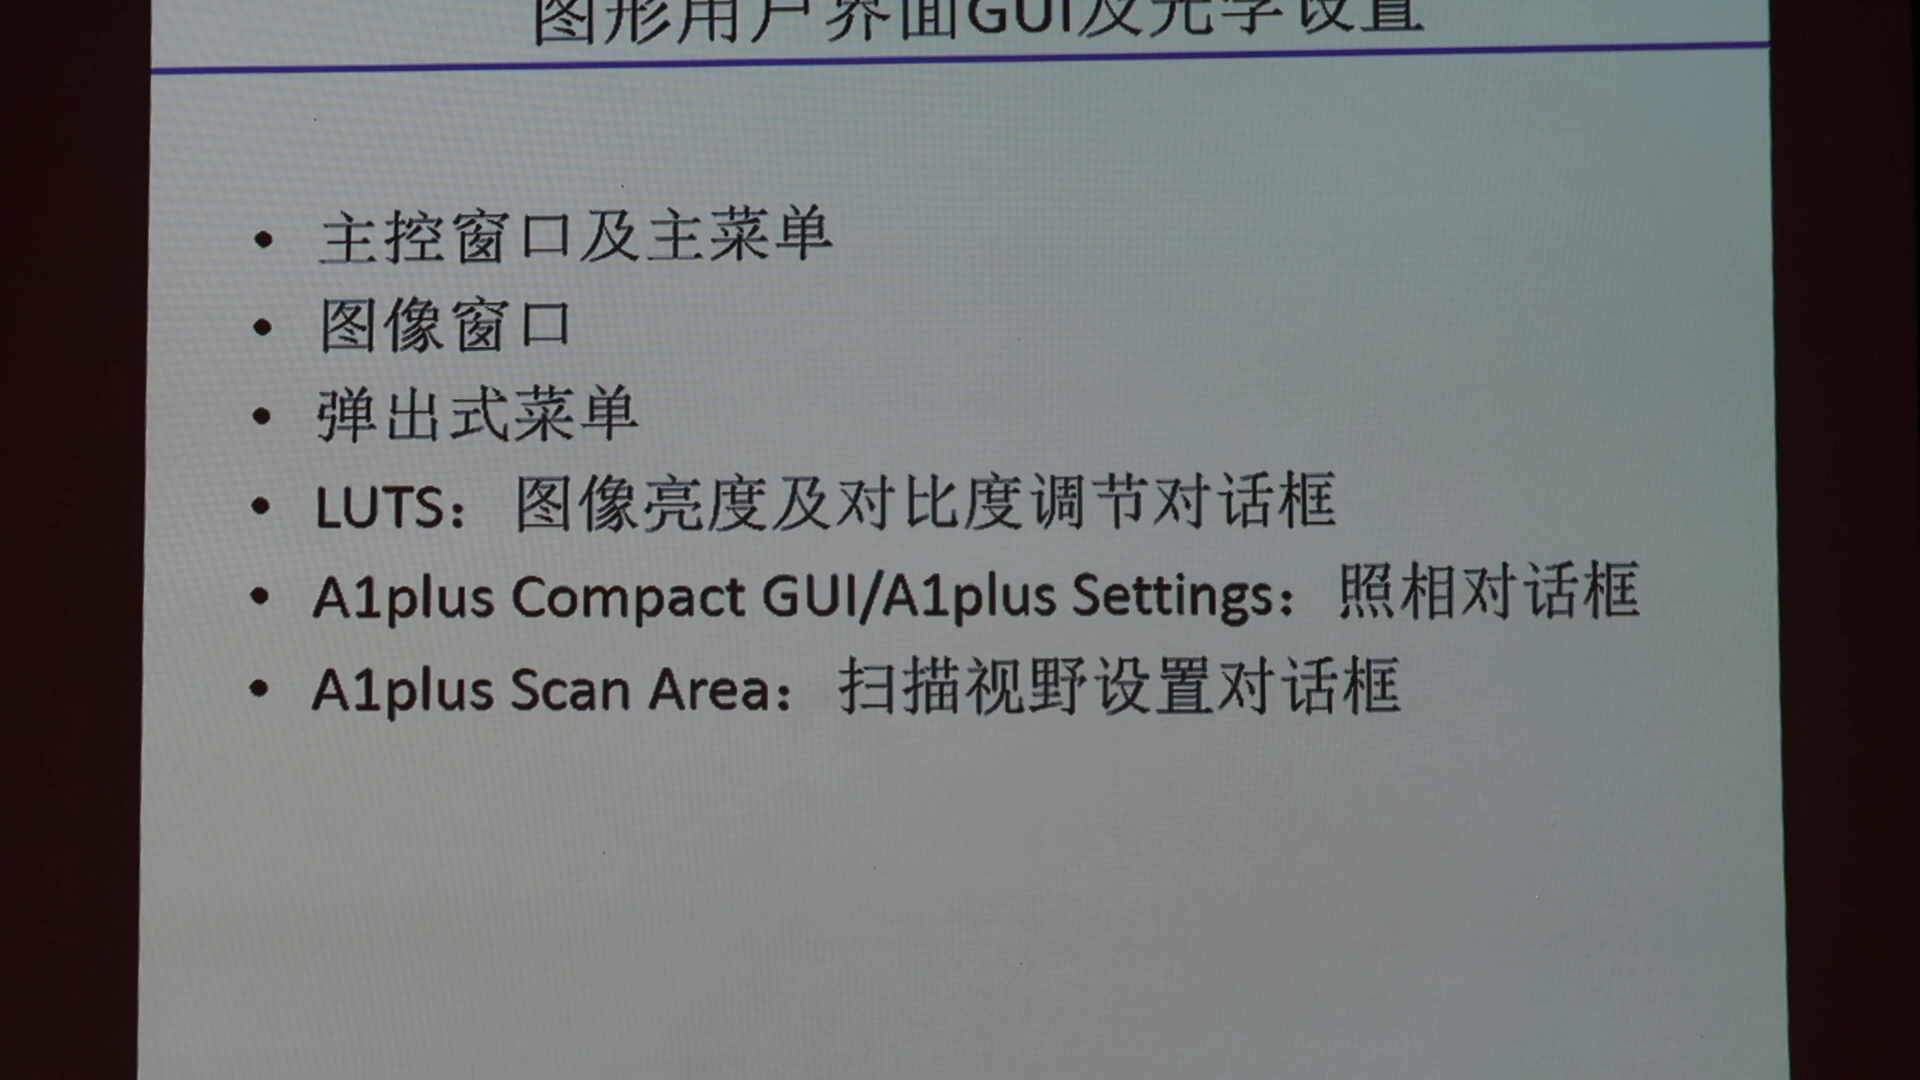 图形用户界面GUI及光学设置
• 主控窗口及主菜单
• 图像窗口
• 弹出式菜单
• LUTS：图像亮度及对比度调节对话框
• A1plus Compact GUI/A1plus Settings：照相对话框
• A1plus Scan Area：扫描视野设置对话框